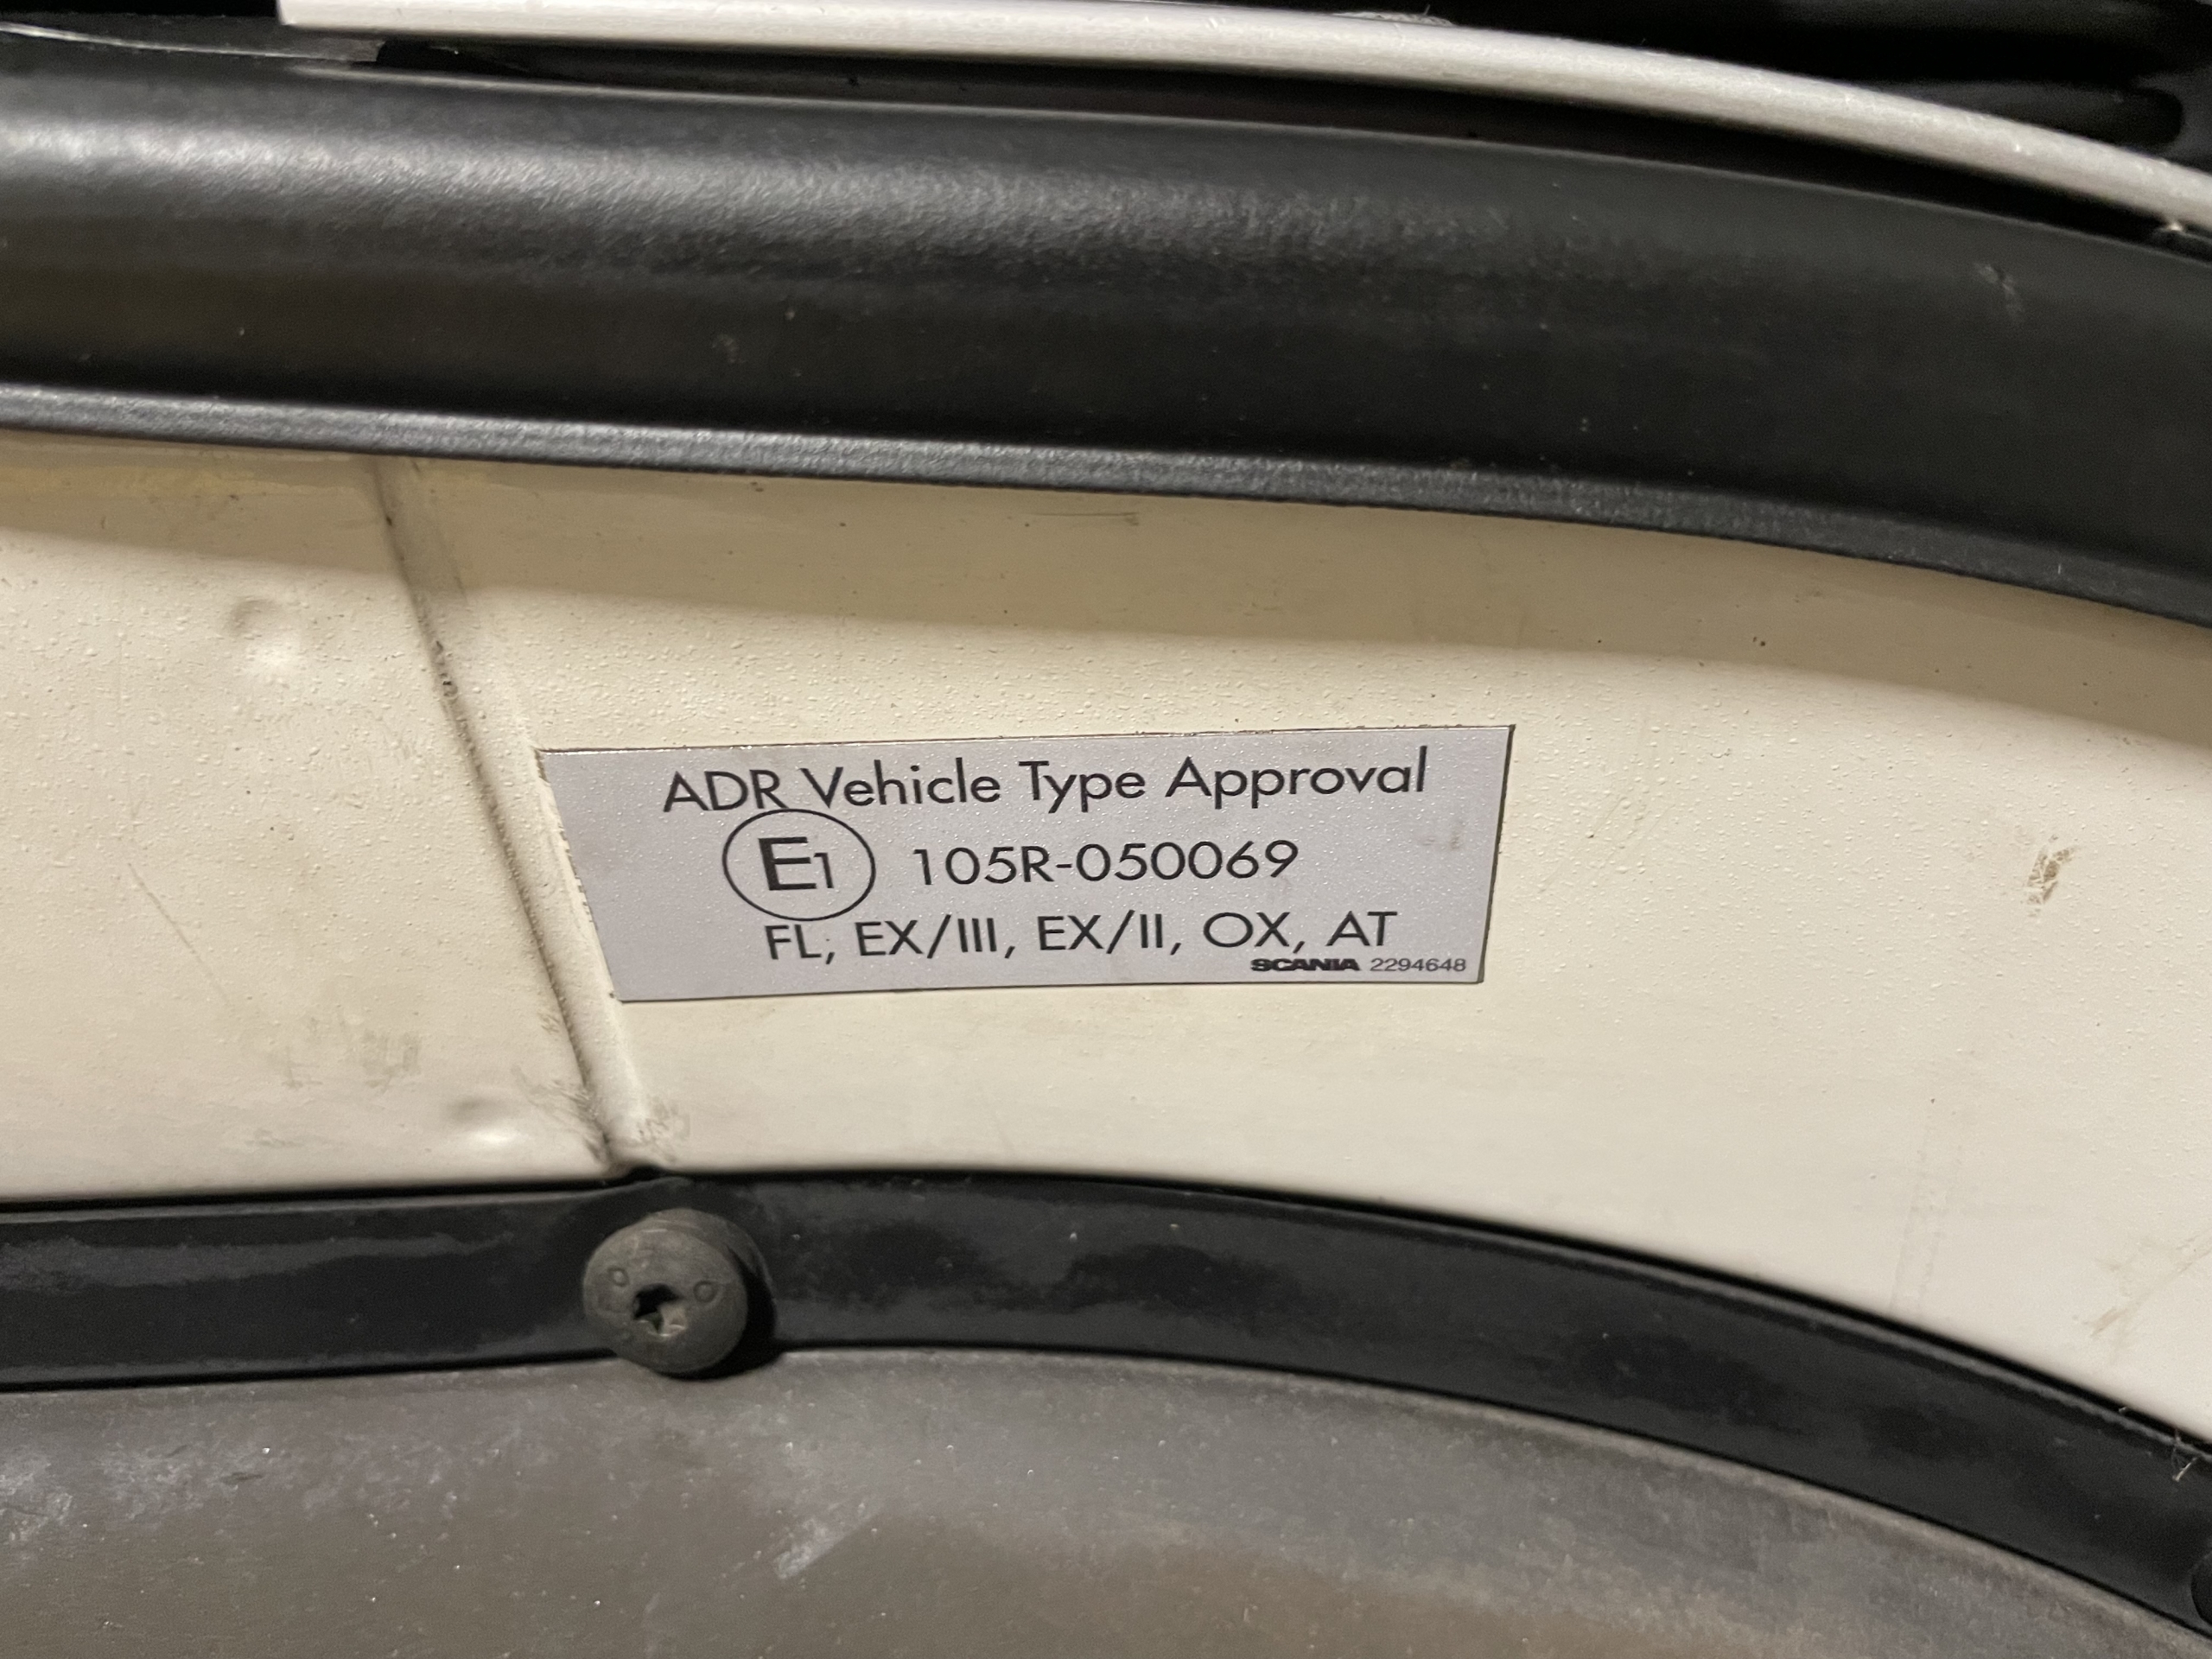 ADR Vehicle Type Approval
E1 105R-050069
FL, EX/III, EX/II, OX, AT
SCANIA 2294648